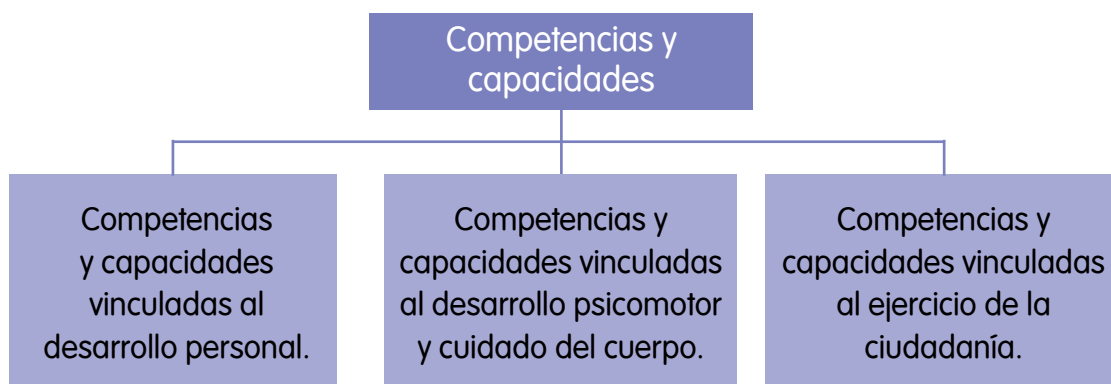 Competencias y
capacidades
Competencias
y capacidades
vinculadas al
desarrollo personal.
Competencias y
capacidades vinculadas
al desarrollo psicomotor
y cuidado del cuerpo.
Competencias y
capacidades vinculadas
al ejercicio de la
ciudadanía.